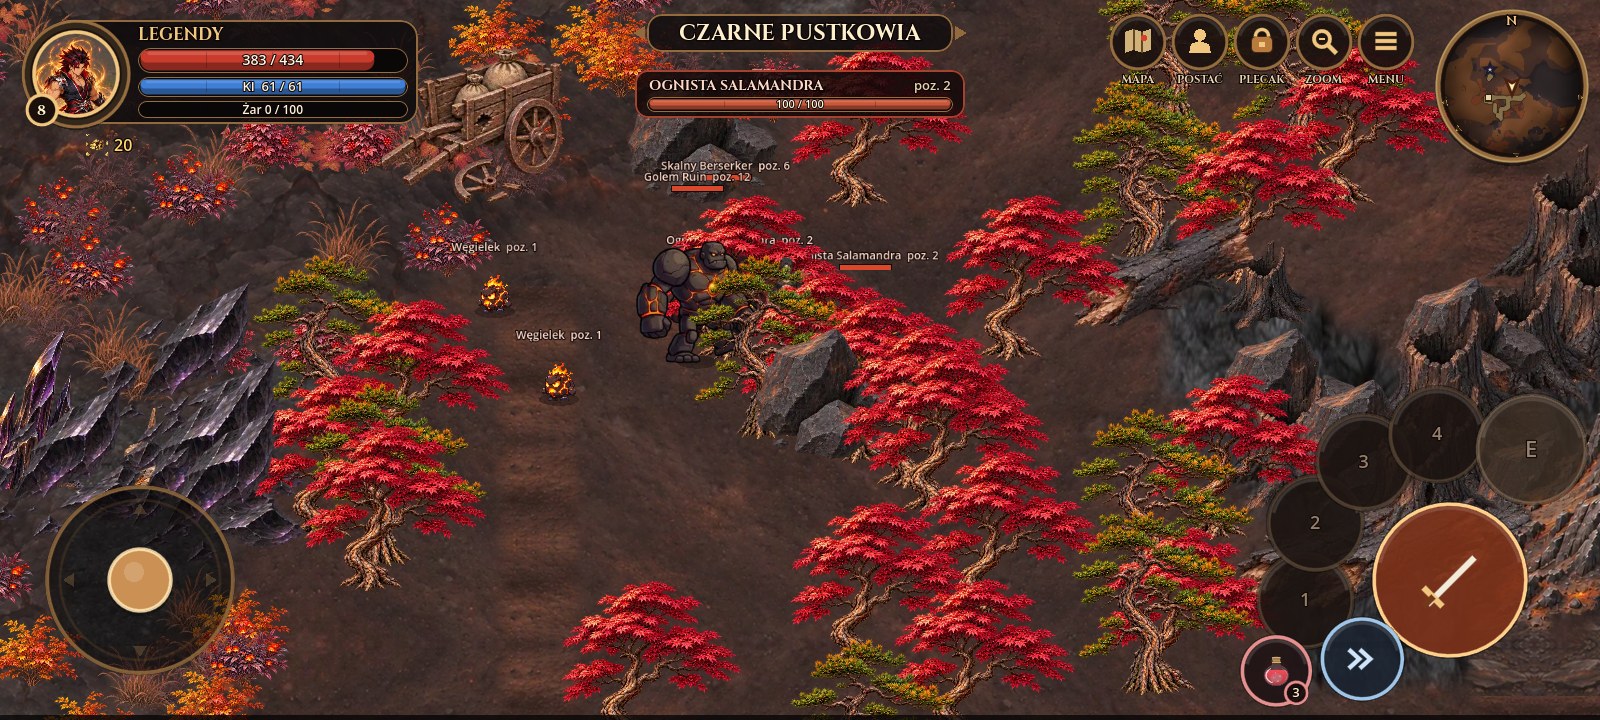 LEGENDY
383 / 434
KI 61 / 61
Żar 0 / 100
8
20
CZARNE PUSTKOWIA
OGNISTA SALAMANDRA poz. 2
100 / 100
MAPA POSTAĆ PLECAK ZOOM MENU
N
Skalny Berserker poz. 6
Golem Ruin poz. 12
poz. 2
Salamandra poz. 2
Węgielek poz. 1
Węgielek poz. 1
4
E
3
2
1
3